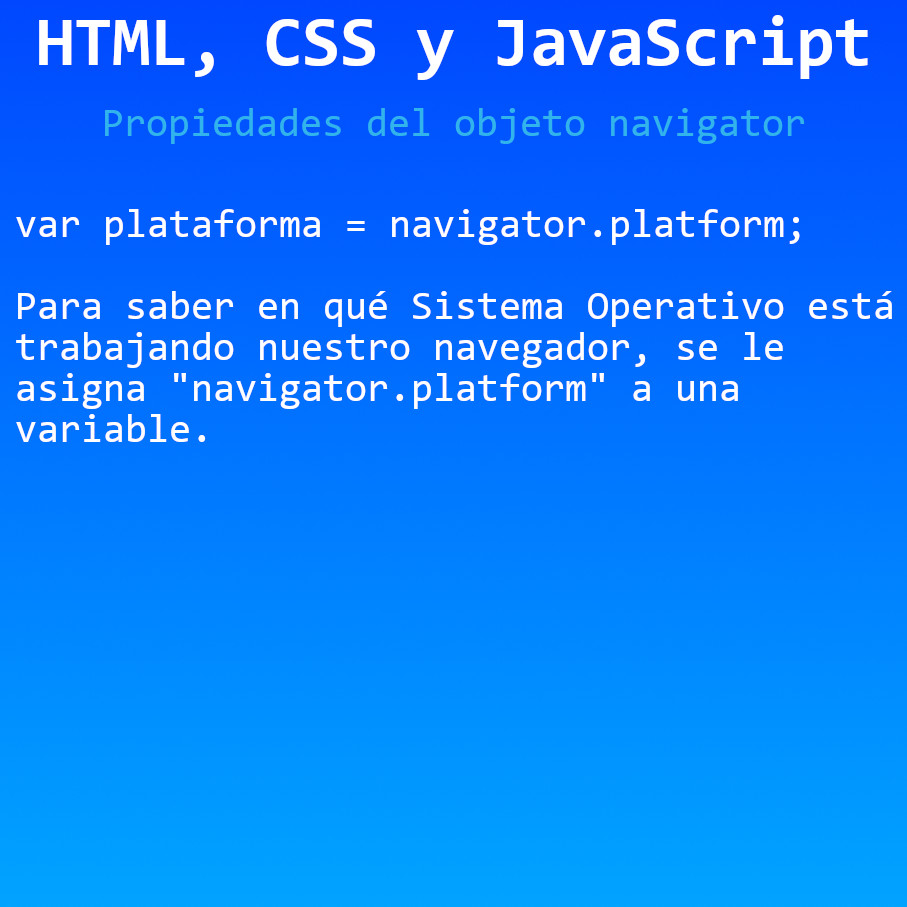 HTML, CSS y JavaScript
Propiedades del objeto navigator
var plataforma = navigator.platform;
Para saber en qué Sistema Operativo está
trabajando nuestro navegador, se le
asigna "navigator.platform" a una
variable.